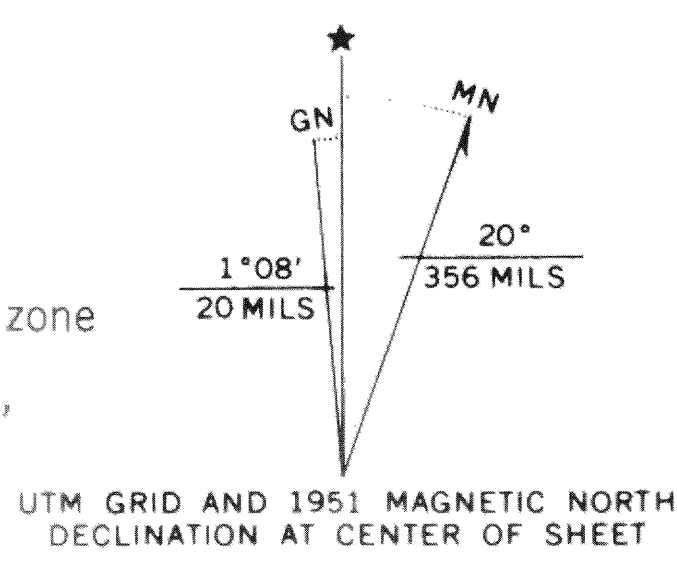 MN
GN
20°
356 MILS
1°08'
20 MILS
zone
,
UTM GRID AND 1951 MAGNETIC NORTH
DECLINATION AT CENTER OF SHEET